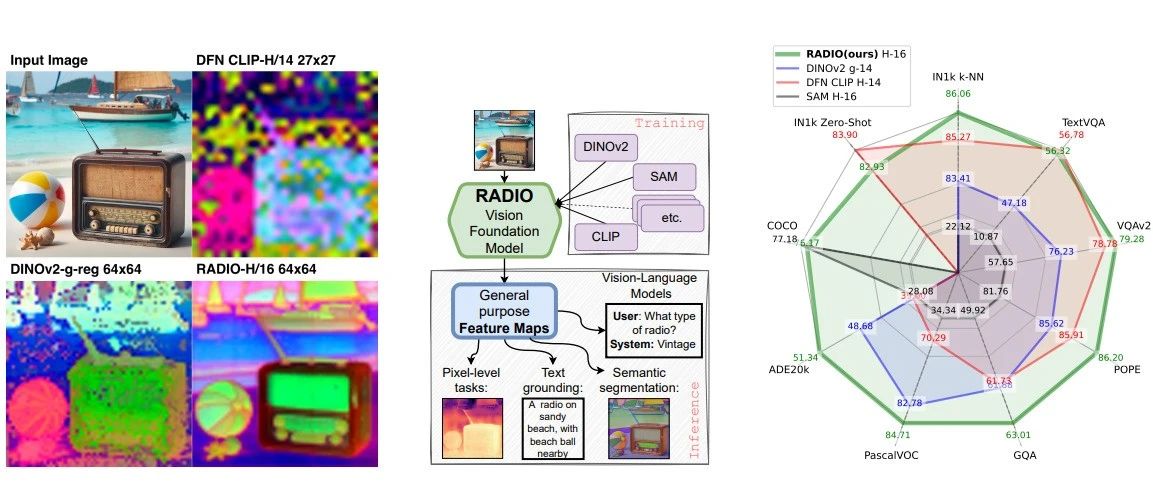 Input Image
DFN CLIP-H/14 27x27
DINOv2-g-reg 64x64
RADIO-H/16 64x64
RADIO
Vision
Foundation
Model
Training
DINOv2
SAM
etc.
CLIP
General
purpose
Feature Maps
Vision-Language
Models
User: What type
of radio?
System: Vintage
Pixel-level
tasks:
Text
grounding:
A radio on
sandy
beach, with
beach ball
nearby
Semantic
segmentation:
Inference
RADIO(ours) H-16
DINOv2 g-14
DFN CLIP H-14
SAM H-16
IN1k k-NN
86.06
85.27
83.41
22.12
TextVQA
56.78
56.32
47.18
10.87
VQAv2
79.28
78.78
76.23
57.65
POPE
86.20
85.91
85.62
81.76
GQA
63.01
61.73
49.92
PascalVOC
84.71
82.78
70.29
34.34
ADE20k
51.34
48.68
28.08
COCO
77.18
IN1k Zero-Shot
83.90
82.93